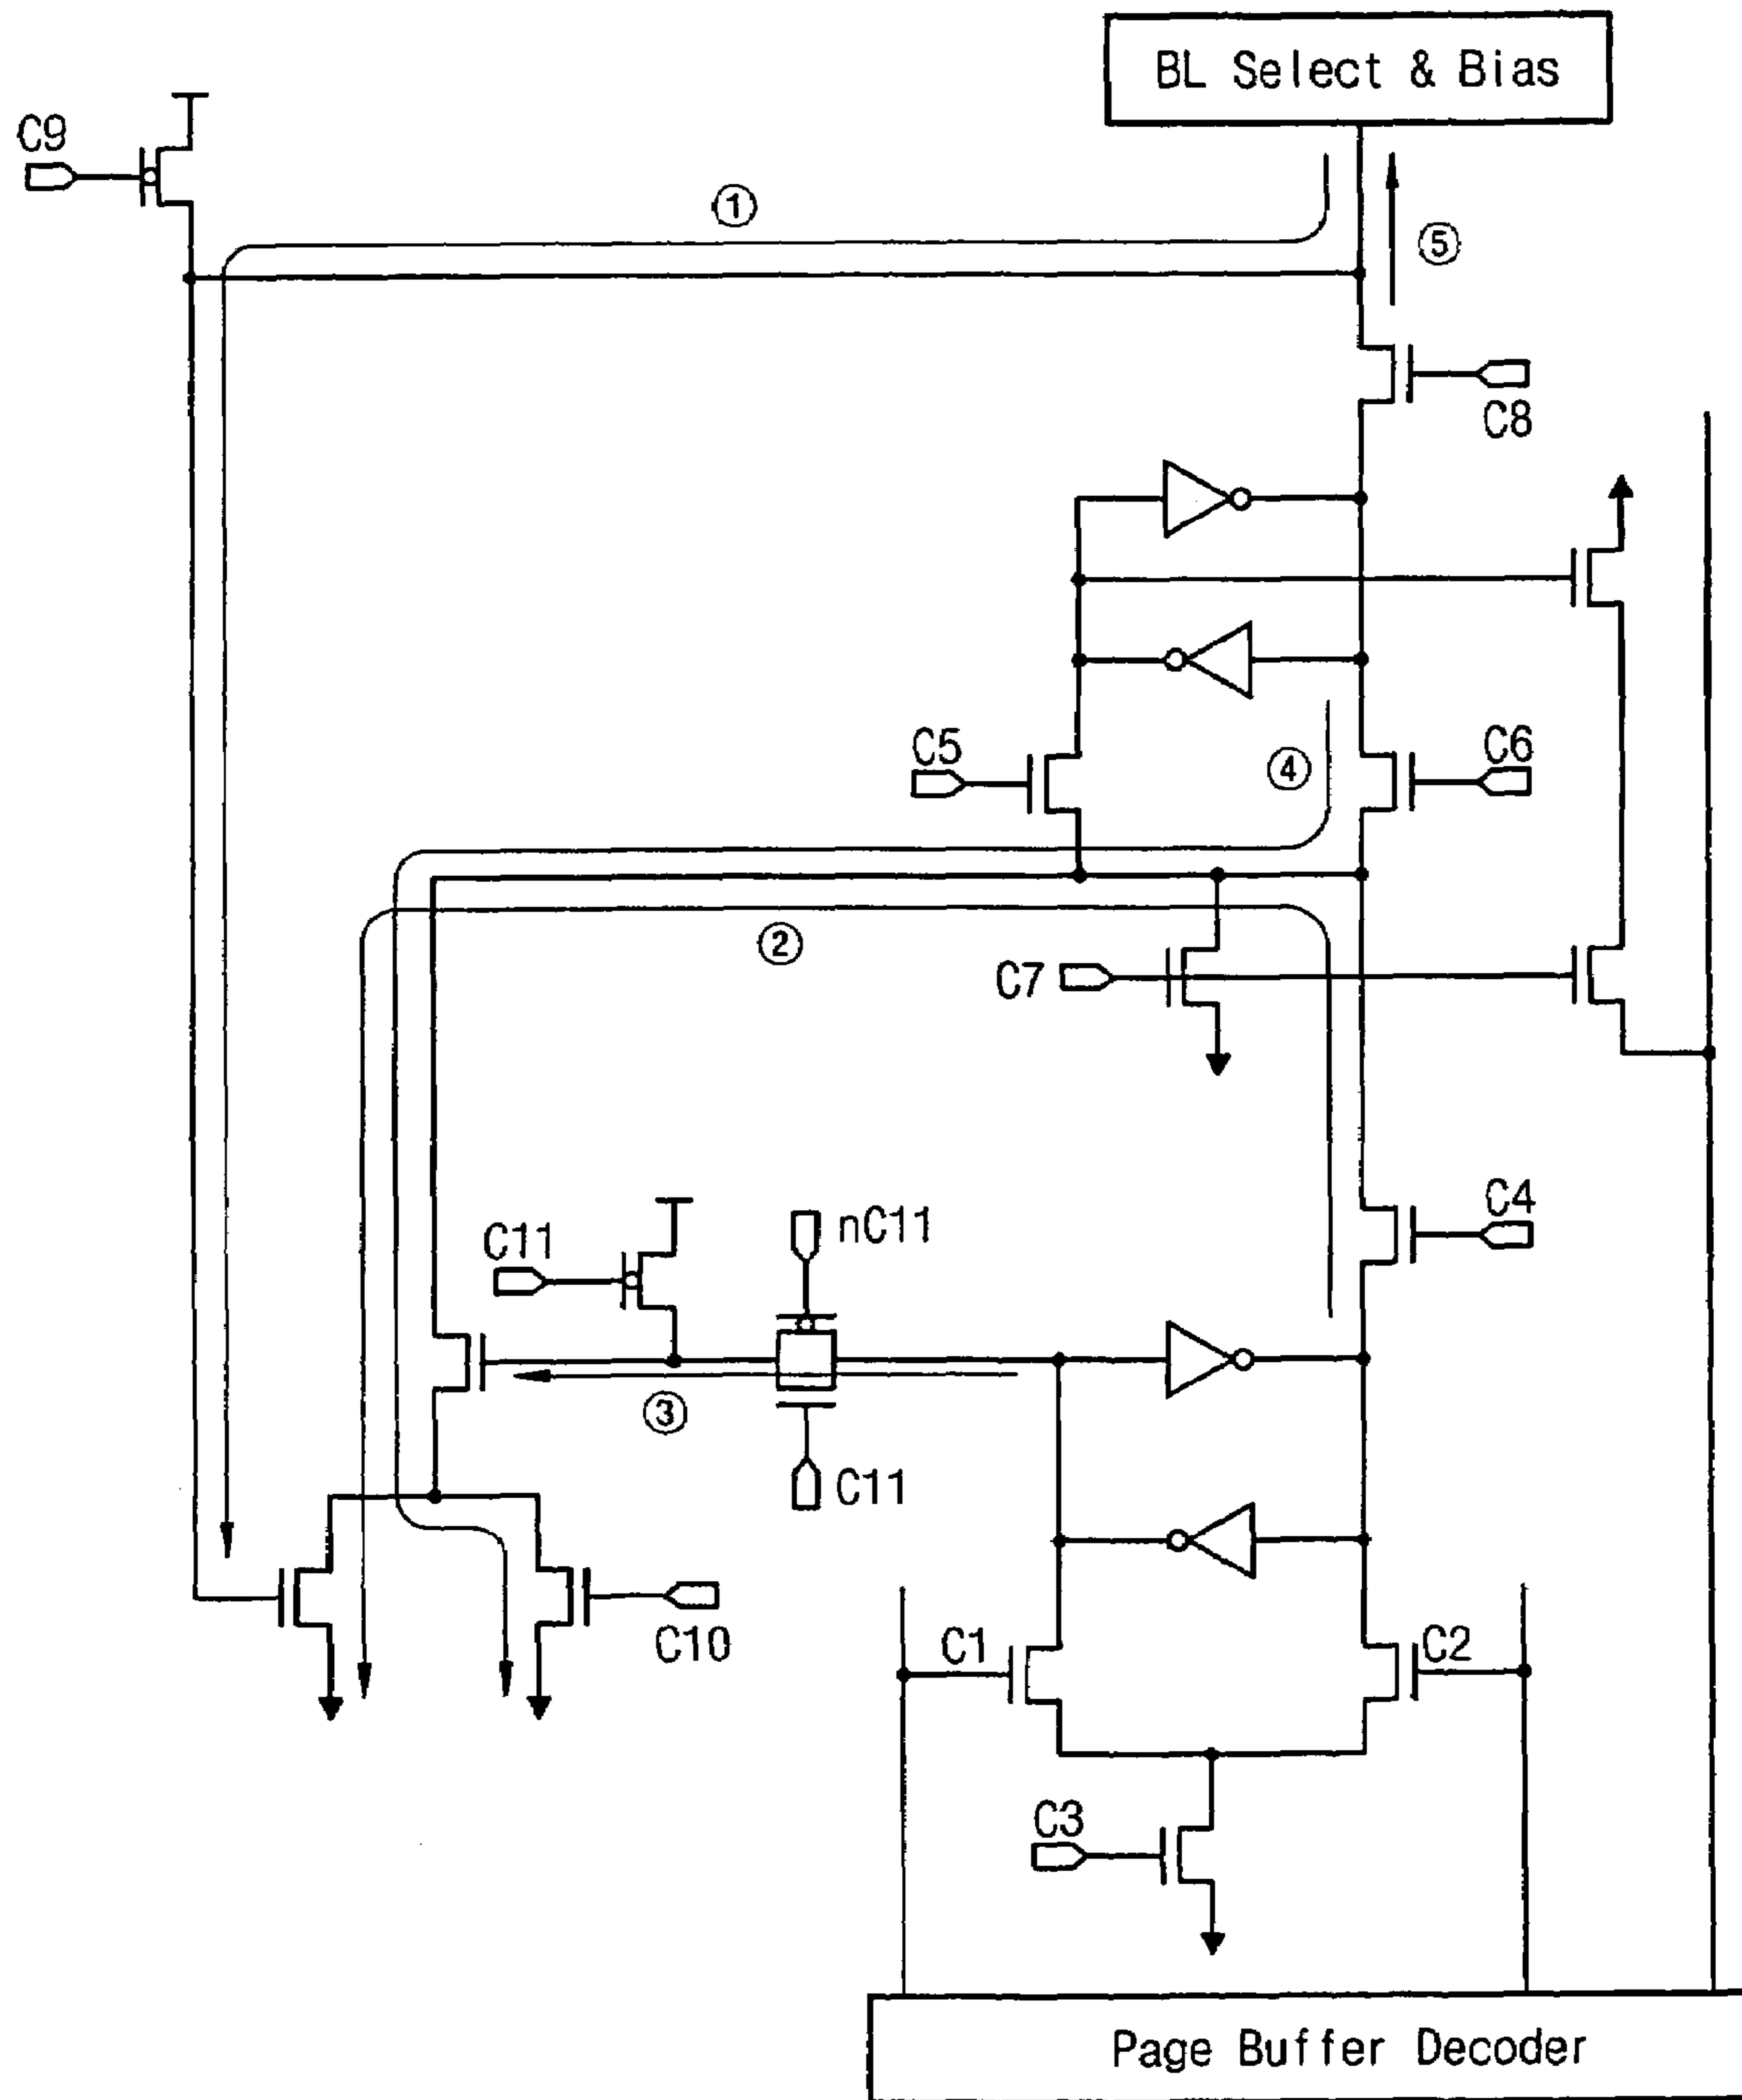 BL Select & Bias
C9
①
⑤
C8
C5
④
C6
②
C7
C4
C11
nC11
③
C11
C10
C1
C2
C3
Page Buffer Decoder